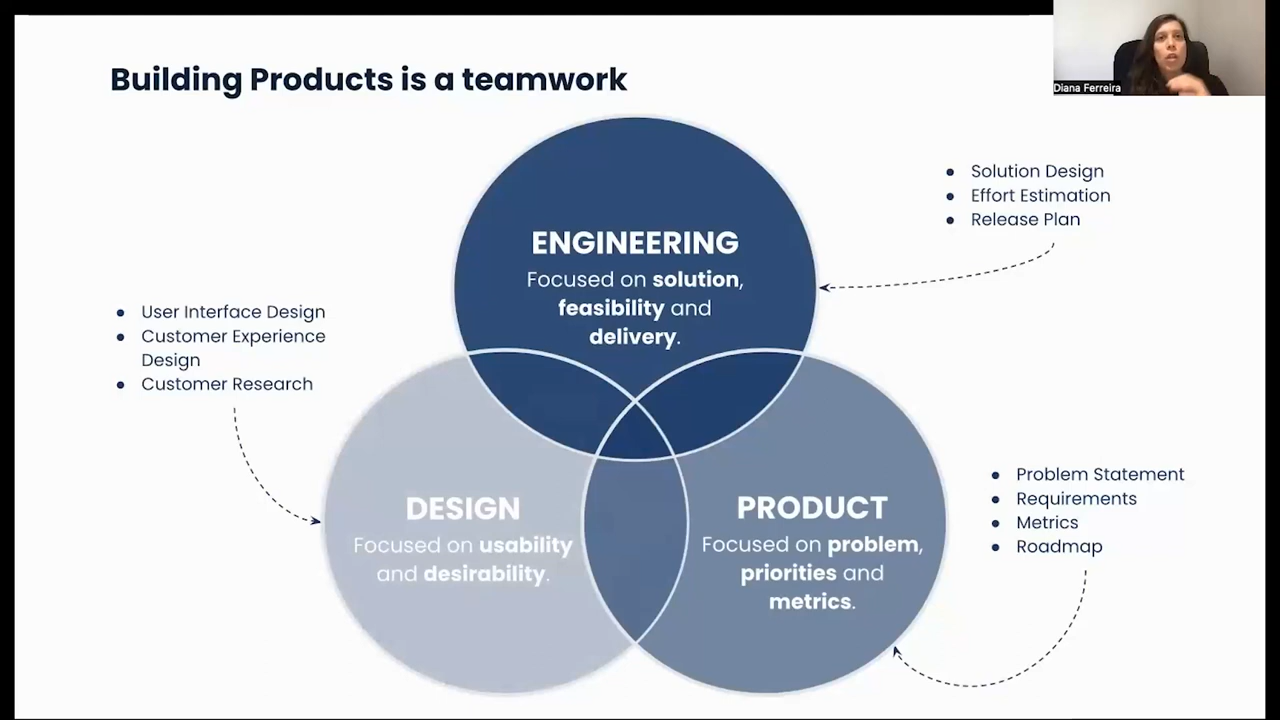 Building Products is a teamwork
Diana Ferreira
● Solution Design
● Effort Estimation
● Release Plan
ENGINEERING
Focused on solution,
feasibility and
delivery.
● User Interface Design
● Customer Experience
Design
● Customer Research
DESIGN
Focused on usability
and desirability.
PRODUCT
Focused on problem,
priorities and
metrics.
● Problem Statement
● Requirements
● Metrics
● Roadmap